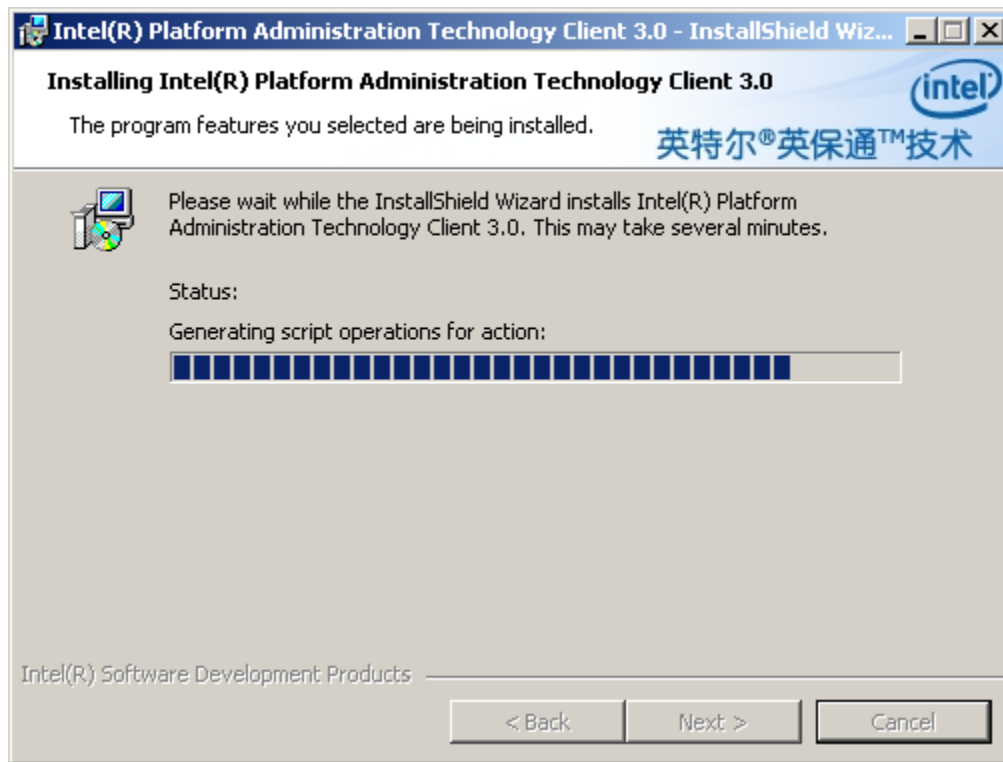 Intel(R) Platform Administration Technology Client 3.0 - InstallShield Wiz...
Installing Intel(R) Platform Administration Technology Client 3.0
The program features you selected are being installed.
intel
英特尔®英保通™技术
Please wait while the InstallShield Wizard installs Intel(R) Platform
Administration Technology Client 3.0. This may take several minutes.
Status:
Generating script operations for action:
Intel(R) Software Development Products
< Back
Next >
Cancel